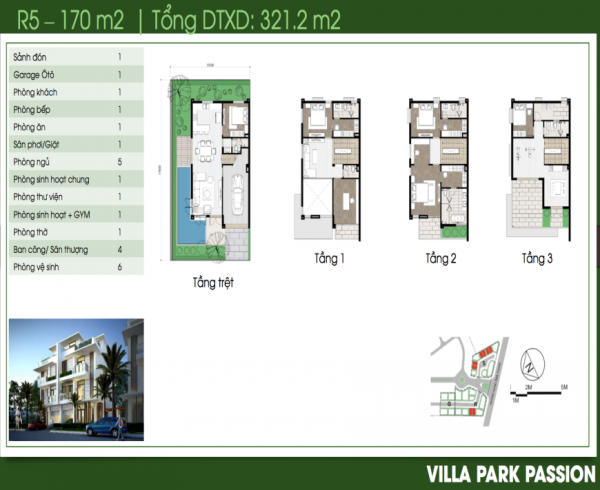 R5 – 170 m2 | Tổng DTXD: 321.2 m2
Sảnh đón 1
Garage Ôtô 1
Phòng khách 1
Phòng bếp 1
Phòng ăn 1
Sân phơi/Giặt 1
Phòng ngủ 5
Phòng sinh hoạt chung 1
Phòng thư viện 1
Phòng sinh hoạt + GYM 1
Phòng thờ 1
Ban công/ Sân thượng 4
Phòng vệ sinh 6
Tầng trệt
Tầng 1
Tầng 2
Tầng 3
N
1M 2M 5M
VILLA PARK PASSION